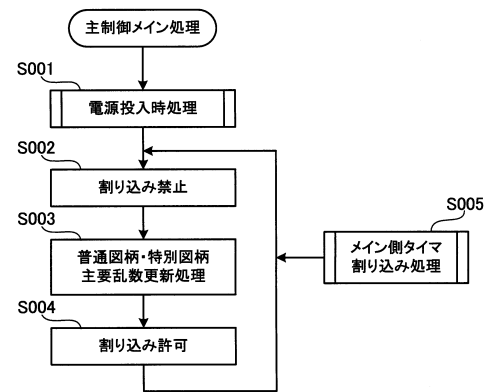 主制御メイン処理
S001
電源投入時処理
S002
割り込み禁止
S003
普通図柄・特別図柄
主要乱数更新処理
S004
割り込み許可
S005
メイン側タイマ
割り込み処理